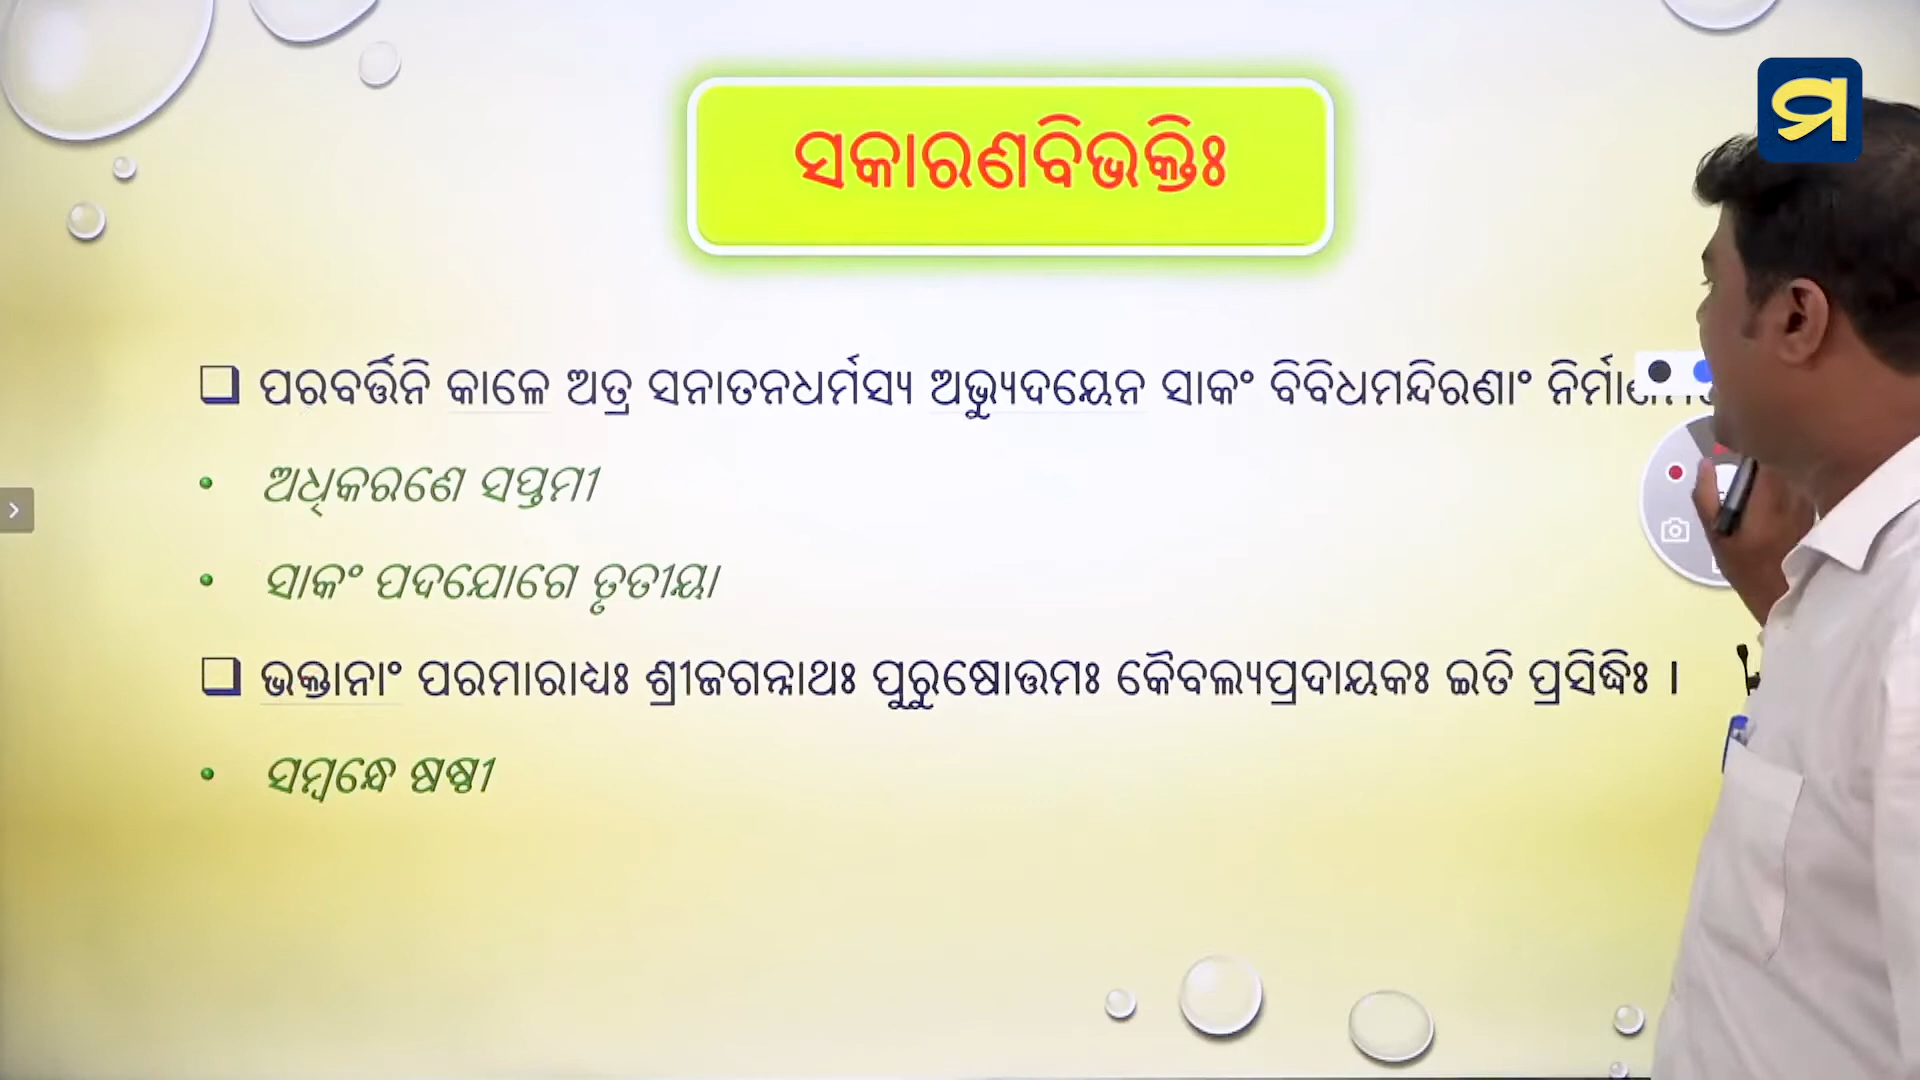 ସକାରଣବିଭକ୍ତିଃ
ମ
ପରବର୍ତ୍ତିନି କାଳେ ଅତ୍ର ସନାତନଧର୍ମସ୍ୟ ଅଭ୍ୟୁଦୟେନ ସାକଂ ବିବିଧମନ୍ଦିରଣାଂ
ଅଧିକରଣେ ସପ୍ତମୀ
ସାକଂ ପଦଯୋଗେ ତୃତୀୟା
ଭକ୍ତାନାଂ ପରମାରାଧ୍ୟଃ ଶ୍ରୀଜଗନ୍ନାଥଃ ପୁରୁଷୋତ୍ତମଃ କୈବଲ୍ୟପ୍ରଦାୟକଃ ଇତି ପ୍ରସିଦ୍ଧିଃ ।
ସମ୍ବନ୍ଧେ ଷଷ୍ଠୀ